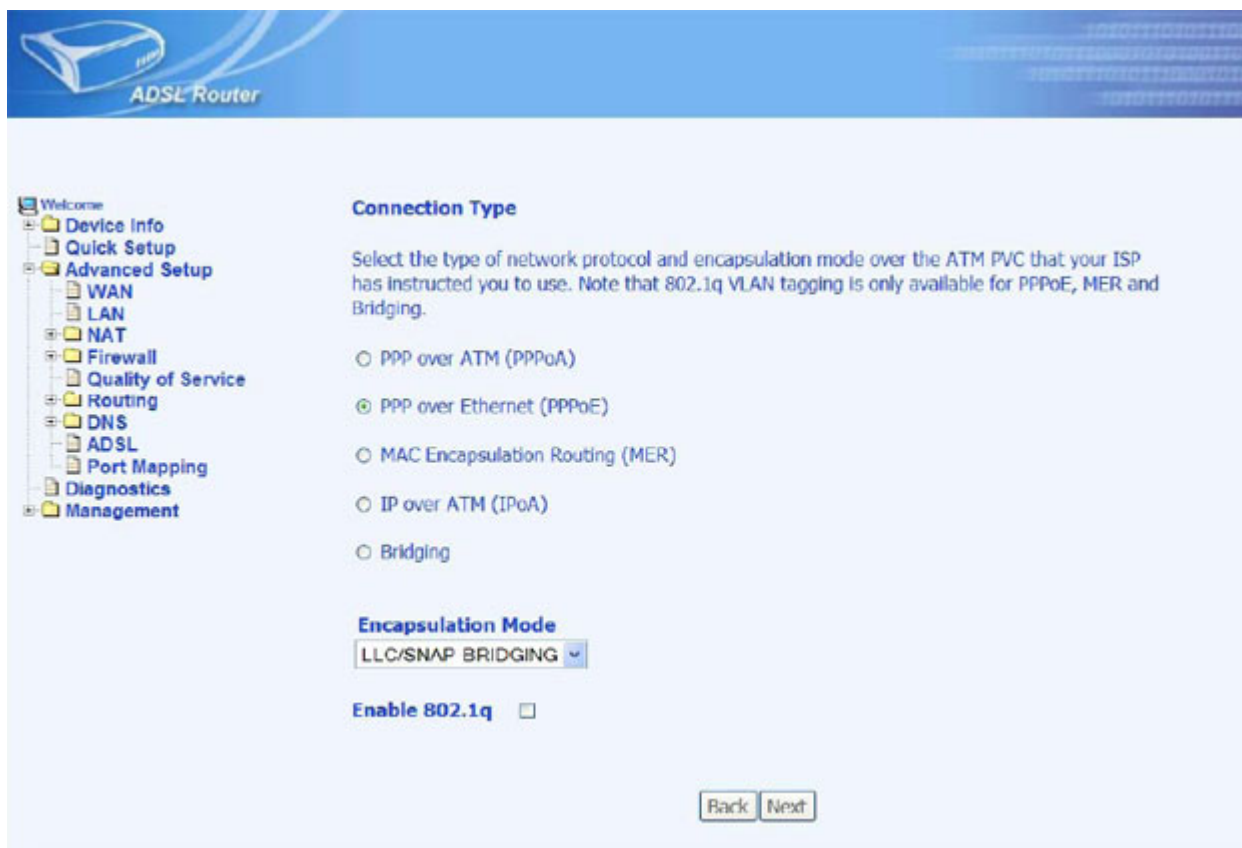 ADSL Router
Welcome
Device Info
Quick Setup
Advanced Setup
WAN
LAN
NAT
Firewall
Quality of Service
Routing
DNS
ADSL
Port Mapping
Diagnostics
Management
Connection Type
Select the type of network protocol and encapsulation mode over the ATM PVC that your ISP
has instructed you to use. Note that 802.1q VLAN tagging is only available for PPPoE, MER and
Bridging.
PPP over ATM (PPPoA)
PPP over Ethernet (PPPoE)
MAC Encapsulation Routing (MER)
IP over ATM (IPoA)
Bridging
Encapsulation Mode
LLC/SNAP BRIDGING
Enable 802.1q
Back Next